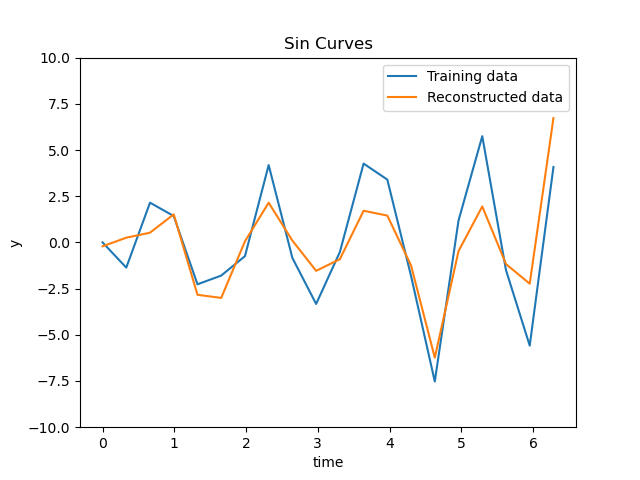 Sin Curves
Training data
Reconstructed data
10.0
7.5
5.0
2.5
0.0
−2.5
−5.0
−7.5
−10.0
y
0 1 2 3 4 5 6
time